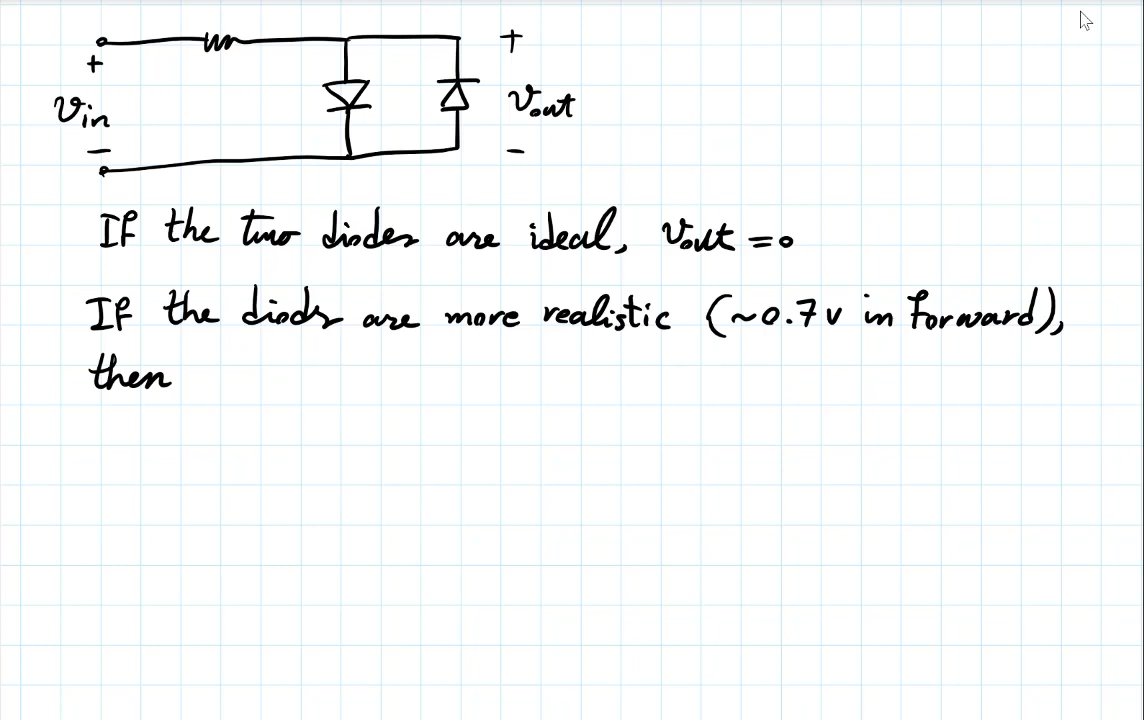 + +
Vin Vout
- -
If the two diodes are ideal, Vout = 0
If the diodes are more realistic (~0.7 v in forward),
then